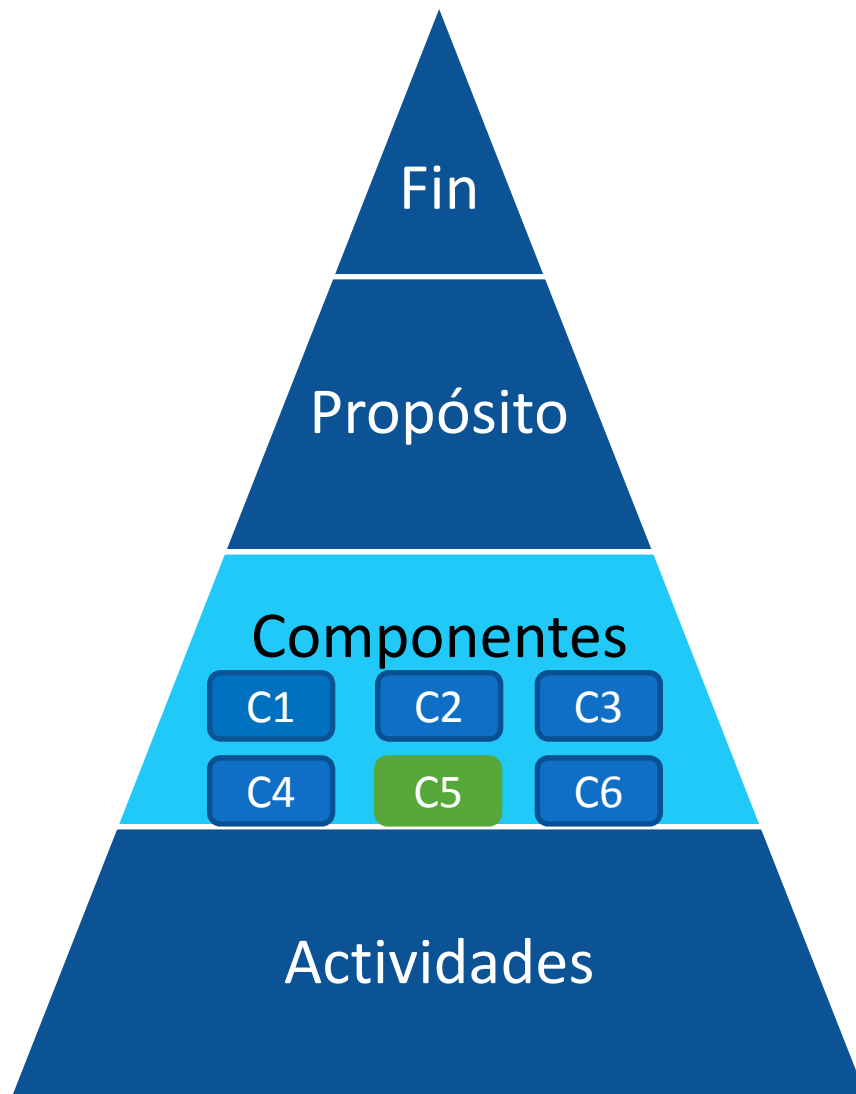 Fin
Propósito
Componentes
C1 C2 C3
C4 C5 C6
Actividades